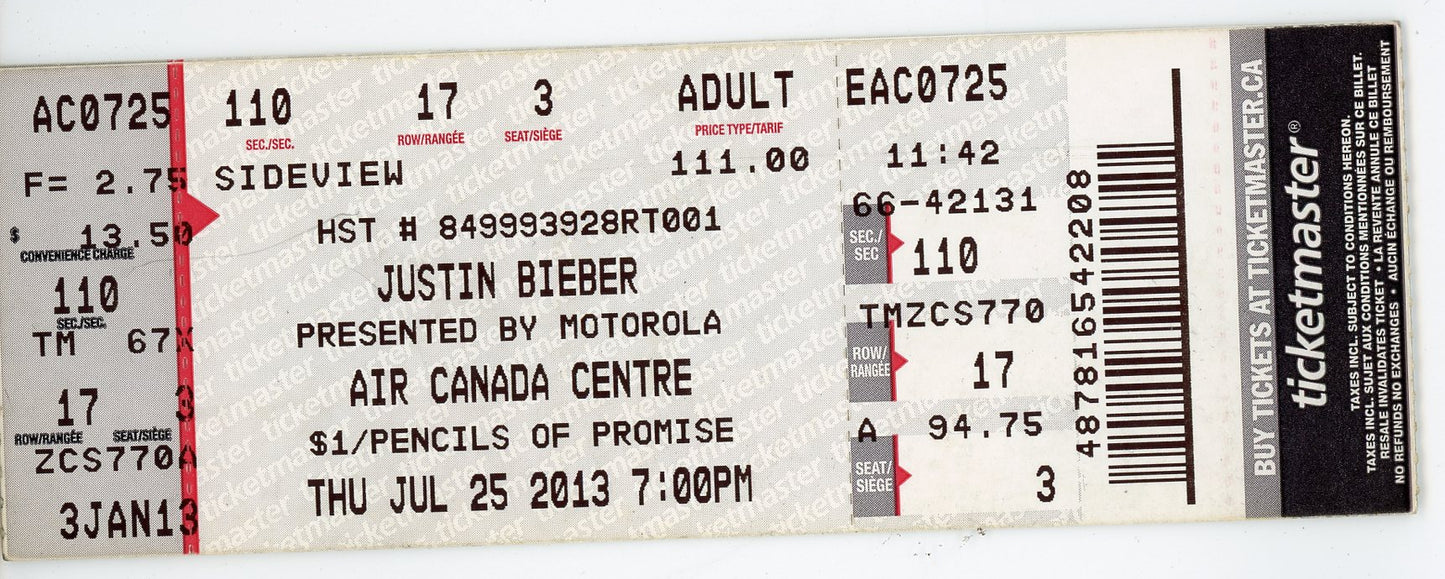 AC0725
F= 2.75
$ 13.50
CONVENIENCE CHARGE
110
SEC./SEC.
TM 67X
17 3
ROW/RANGÉE SEAT/SIÈGE
ZCS770A
3JAN13
110 17 3 ADULT
SEC./SEC. ROW/RANGÉE SEAT/SIÈGE PRICE TYPE/TARIF
SIDEVIEW 111.00
HST # 849993928RT001
JUSTIN BIEBER
PRESENTED BY MOTOROLA
AIR CANADA CENTRE
$1/PENCILS OF PROMISE
THU JUL 25 2013 7:00PM
EAC0725
11:42
66-42131
SEC./
SEC 110
TMZCS770
ROW/
RANGÉE 17
A 94.75
SEAT/
SIÈGE 3
487816542208
BUY TICKETS AT TICKETMASTER.CA
ticketmaster®
TAXES INCL. SUBJECT TO CONDITIONS HEREON.
TAXES INCL. SUJET AUX CONDITIONS MENTIONNÉES SUR CE BILLET.
RESALE INVALIDATES TICKET • LA REVENTE ANNULE CE BILLET
NO REFUNDS NO EXCHANGES • AUCUN ÉCHANGE OU REMBOURSEMENT